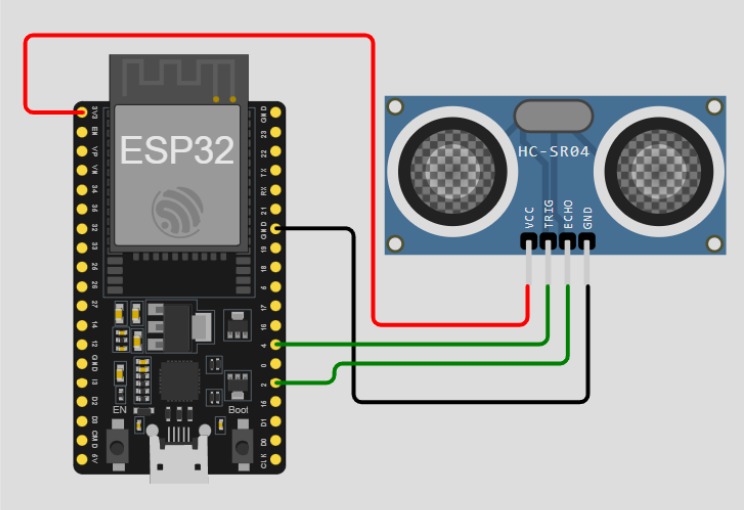 ESP32
3V3
EN
VP
VN
34
35
32
33
25
26
27
14
12
GND
13
D2
D3
CMD
5V
GND
23
22
TX
RX
21
GND
19
18
5
17
16
4
0
2
15
D1
D0
CLK
EN
Boot
HC-SR04
VCC
TRIG
ECHO
GND